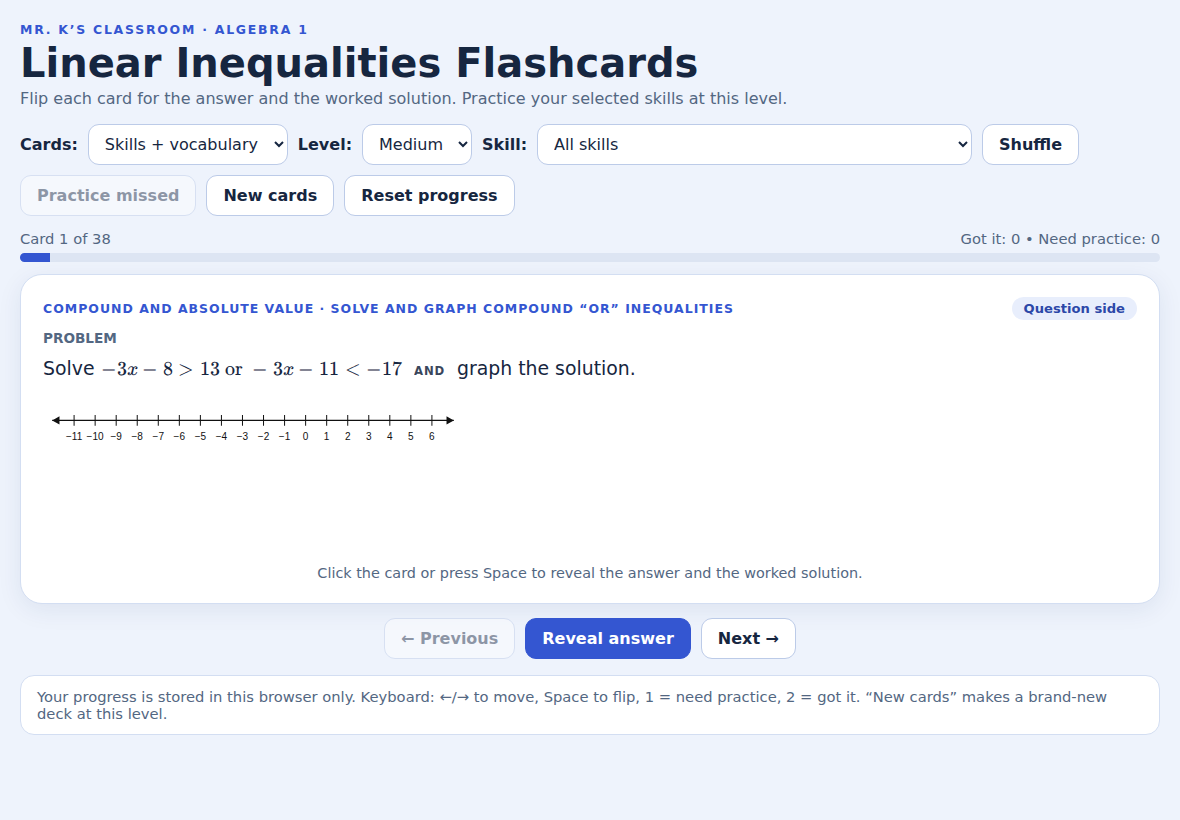 MR. K’S CLASSROOM · ALGEBRA 1
Linear Inequalities Flashcards
Flip each card for the answer and the worked solution. Practice your selected skills at this level.
Cards: Skills + vocabulary Level: Medium Skill: All skills Shuffle
Practice missed New cards Reset progress
Card 1 of 38 Got it: 0 • Need practice: 0
COMPOUND AND ABSOLUTE VALUE · SOLVE AND GRAPH COMPOUND “OR” INEQUALITIES Question side
PROBLEM
Solve −3x − 8 > 13 or − 3x − 11 < −17 AND graph the solution.
−11 −10 −9 −8 −7 −6 −5 −4 −3 −2 −1 0 1 2 3 4 5 6
Click the card or press Space to reveal the answer and the worked solution.
← Previous Reveal answer Next →
Your progress is stored in this browser only. Keyboard: ←/→ to move, Space to flip, 1 = need practice, 2 = got it. “New cards” makes a brand-new
deck at this level.